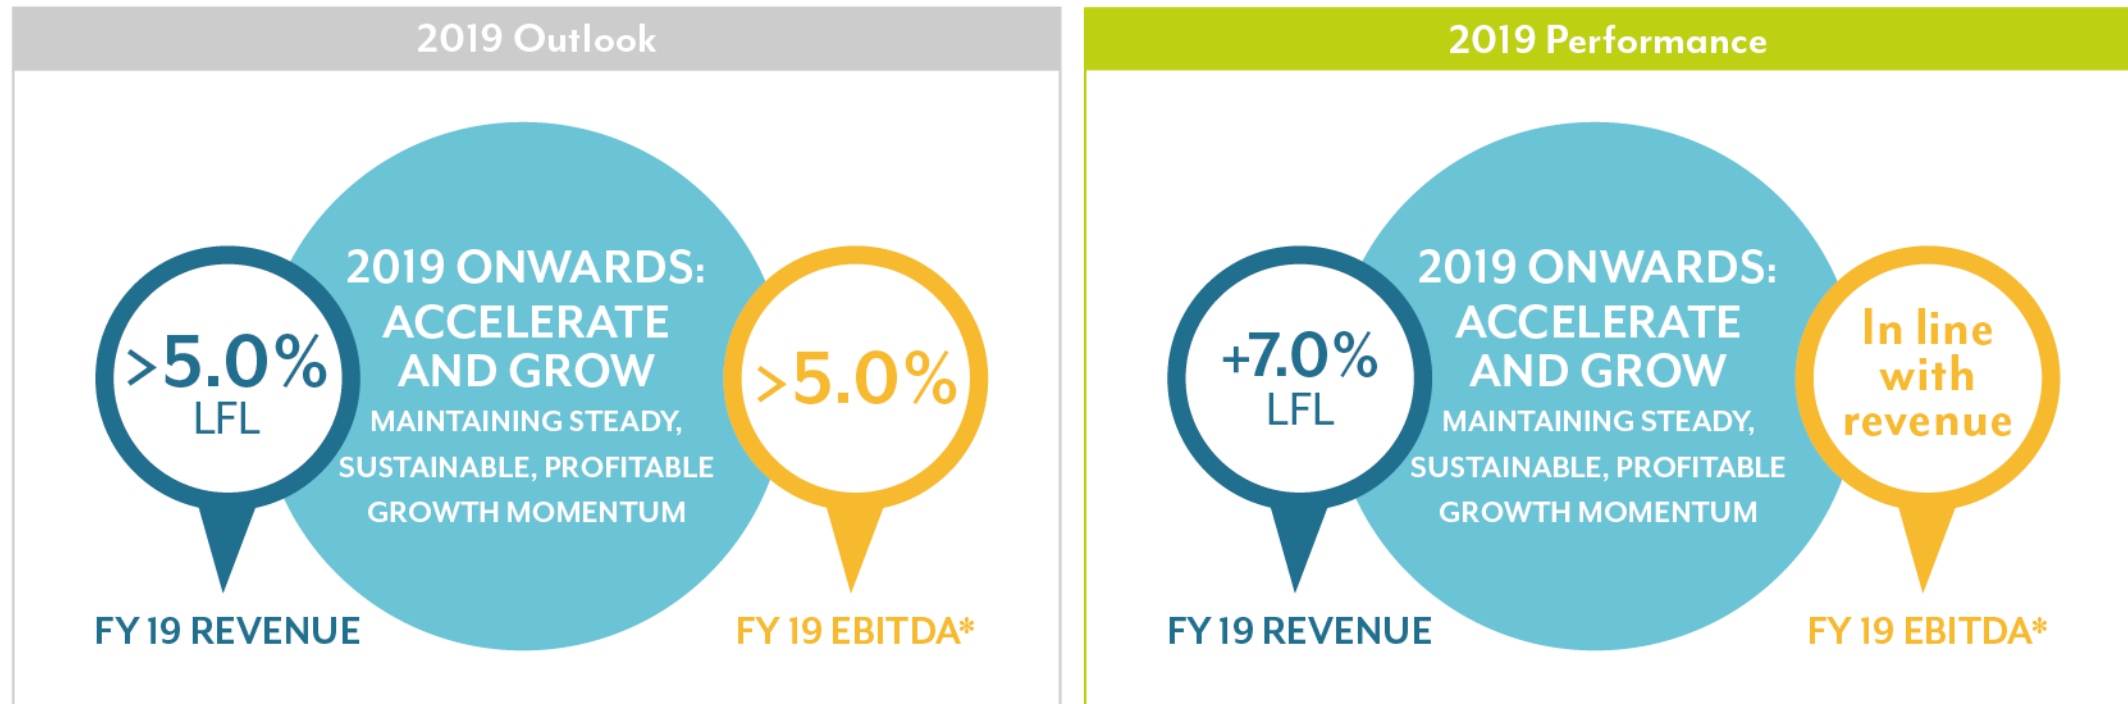 2019 Outlook
>5.0%
LFL
FY 19 REVENUE
2019 ONWARDS:
ACCELERATE
AND GROW
MAINTAINING STEADY,
SUSTAINABLE, PROFITABLE
GROWTH MOMENTUM
>5.0%
FY 19 EBITDA*
2019 Performance
+7.0%
LFL
FY 19 REVENUE
2019 ONWARDS:
ACCELERATE
AND GROW
MAINTAINING STEADY,
SUSTAINABLE, PROFITABLE
GROWTH MOMENTUM
In line
with
revenue
FY 19 EBITDA*